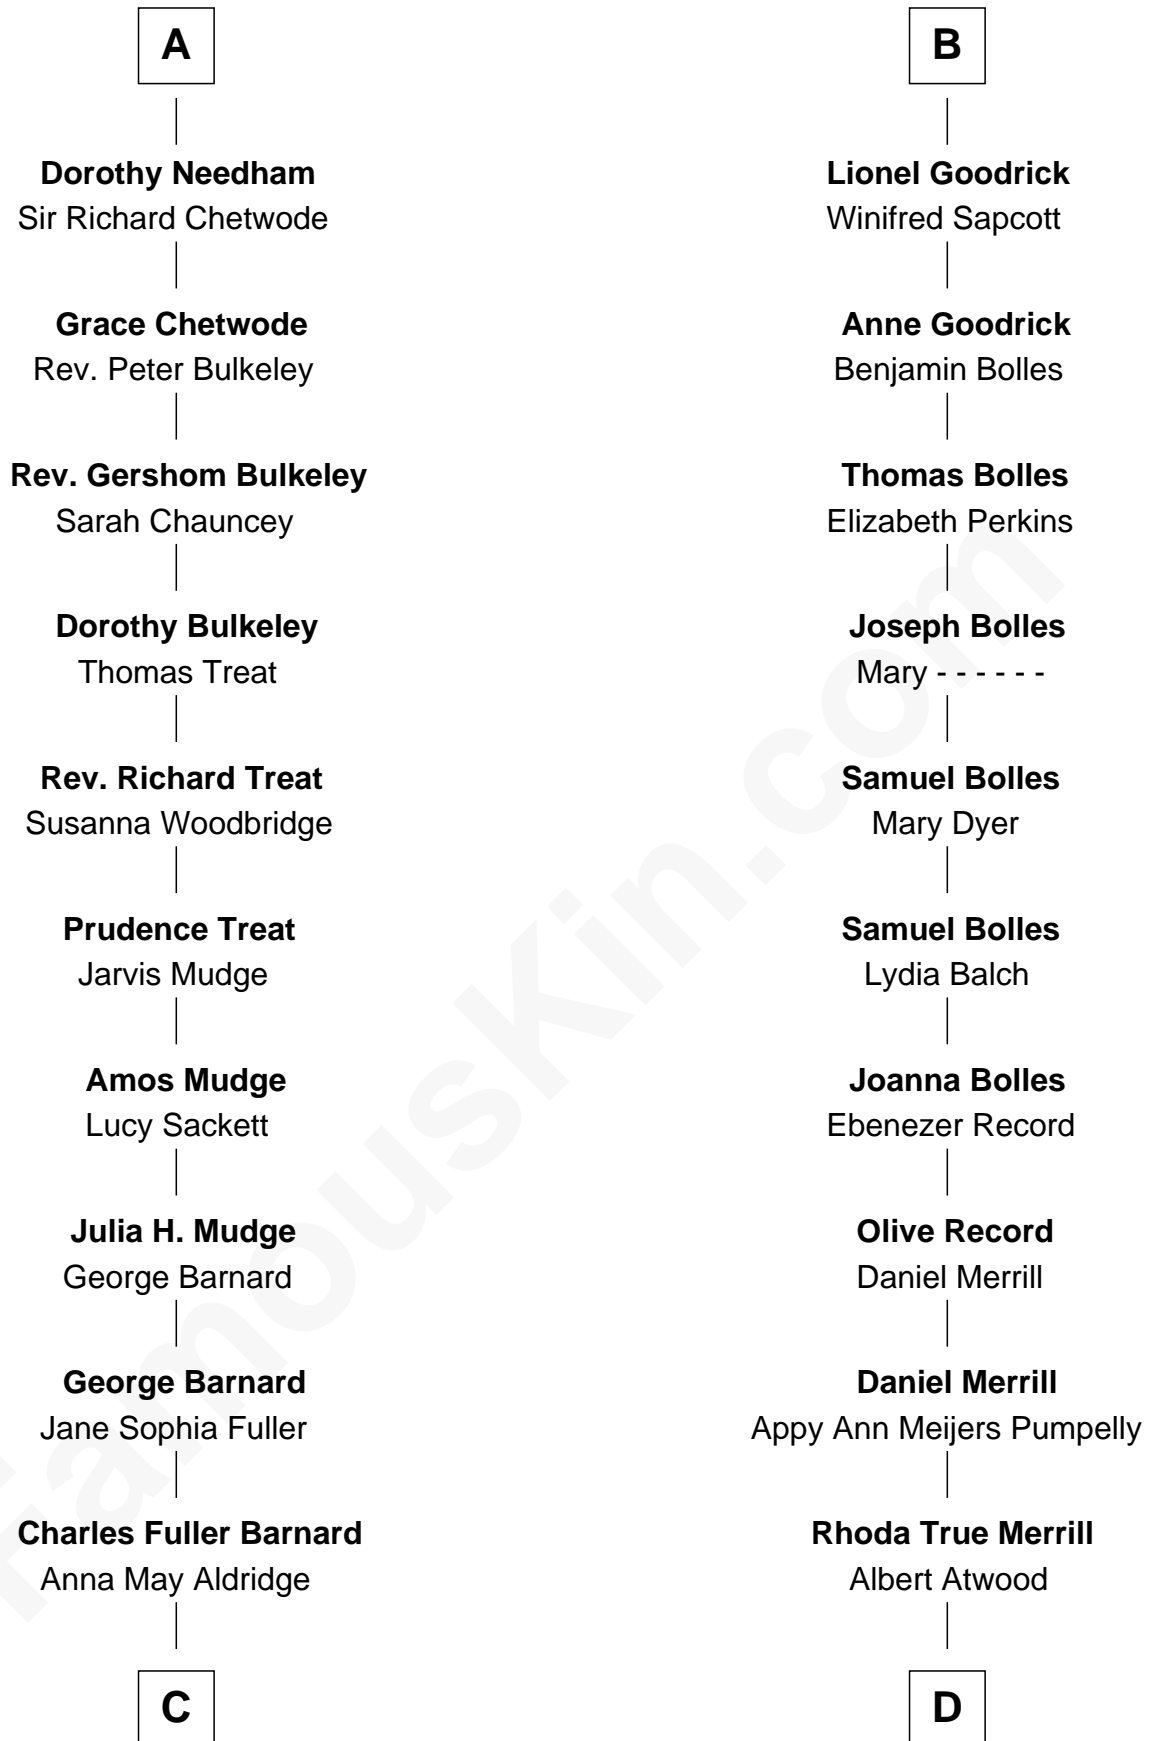 A
Dorothy Needham
Sir Richard Chetwode
Grace Chetwode
Rev. Peter Bulkeley
Rev. Gershom Bulkeley
Sarah Chauncey
Dorothy Bulkeley
Thomas Treat
Rev. Richard Treat
Susanna Woodbridge
Prudence Treat
Jarvis Mudge
Amos Mudge
Lucy Sackett
Julia H. Mudge
George Barnard
George Barnard
Jane Sophia Fuller
Charles Fuller Barnard
Anna May Aldridge
C
B
Lionel Goodrick
Winifred Sapcott
Anne Goodrick
Benjamin Bolles
Thomas Bolles
Elizabeth Perkins
Joseph Bolles
Mary - - - - - -
Samuel Bolles
Mary Dyer
Samuel Bolles
Lydia Balch
Joanna Bolles
Ebenezer Record
Olive Record
Daniel Merrill
Daniel Merrill
Appy Ann Meijers Pumpelly
Rhoda True Merrill
Albert Atwood
D
FamousKin.com